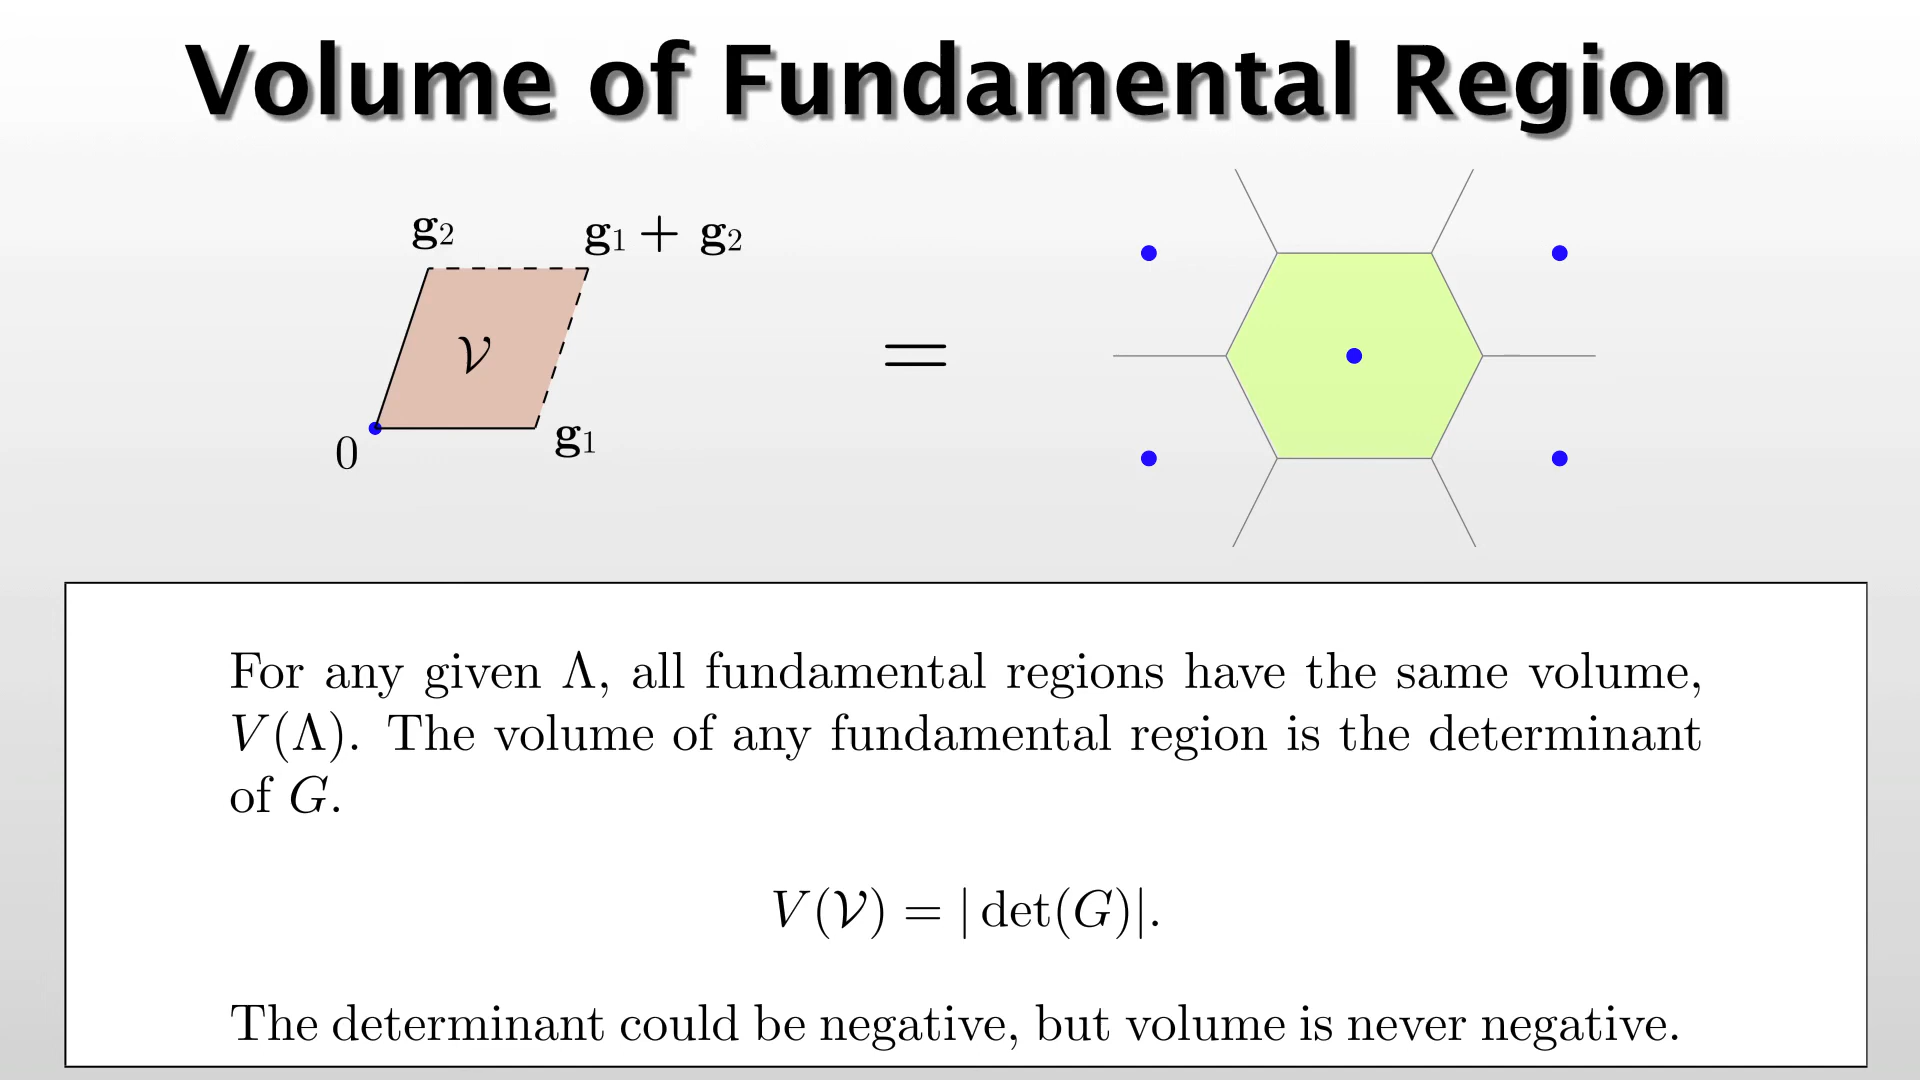 Volume of Fundamental Region
g₂
g₁ + g₂
𝒱
=
0
g₁
For any given Λ, all fundamental regions have the same volume,
V(Λ). The volume of any fundamental region is the determinant
of G.
V(𝒱) = | det(G)|.
The determinant could be negative, but volume is never negative.